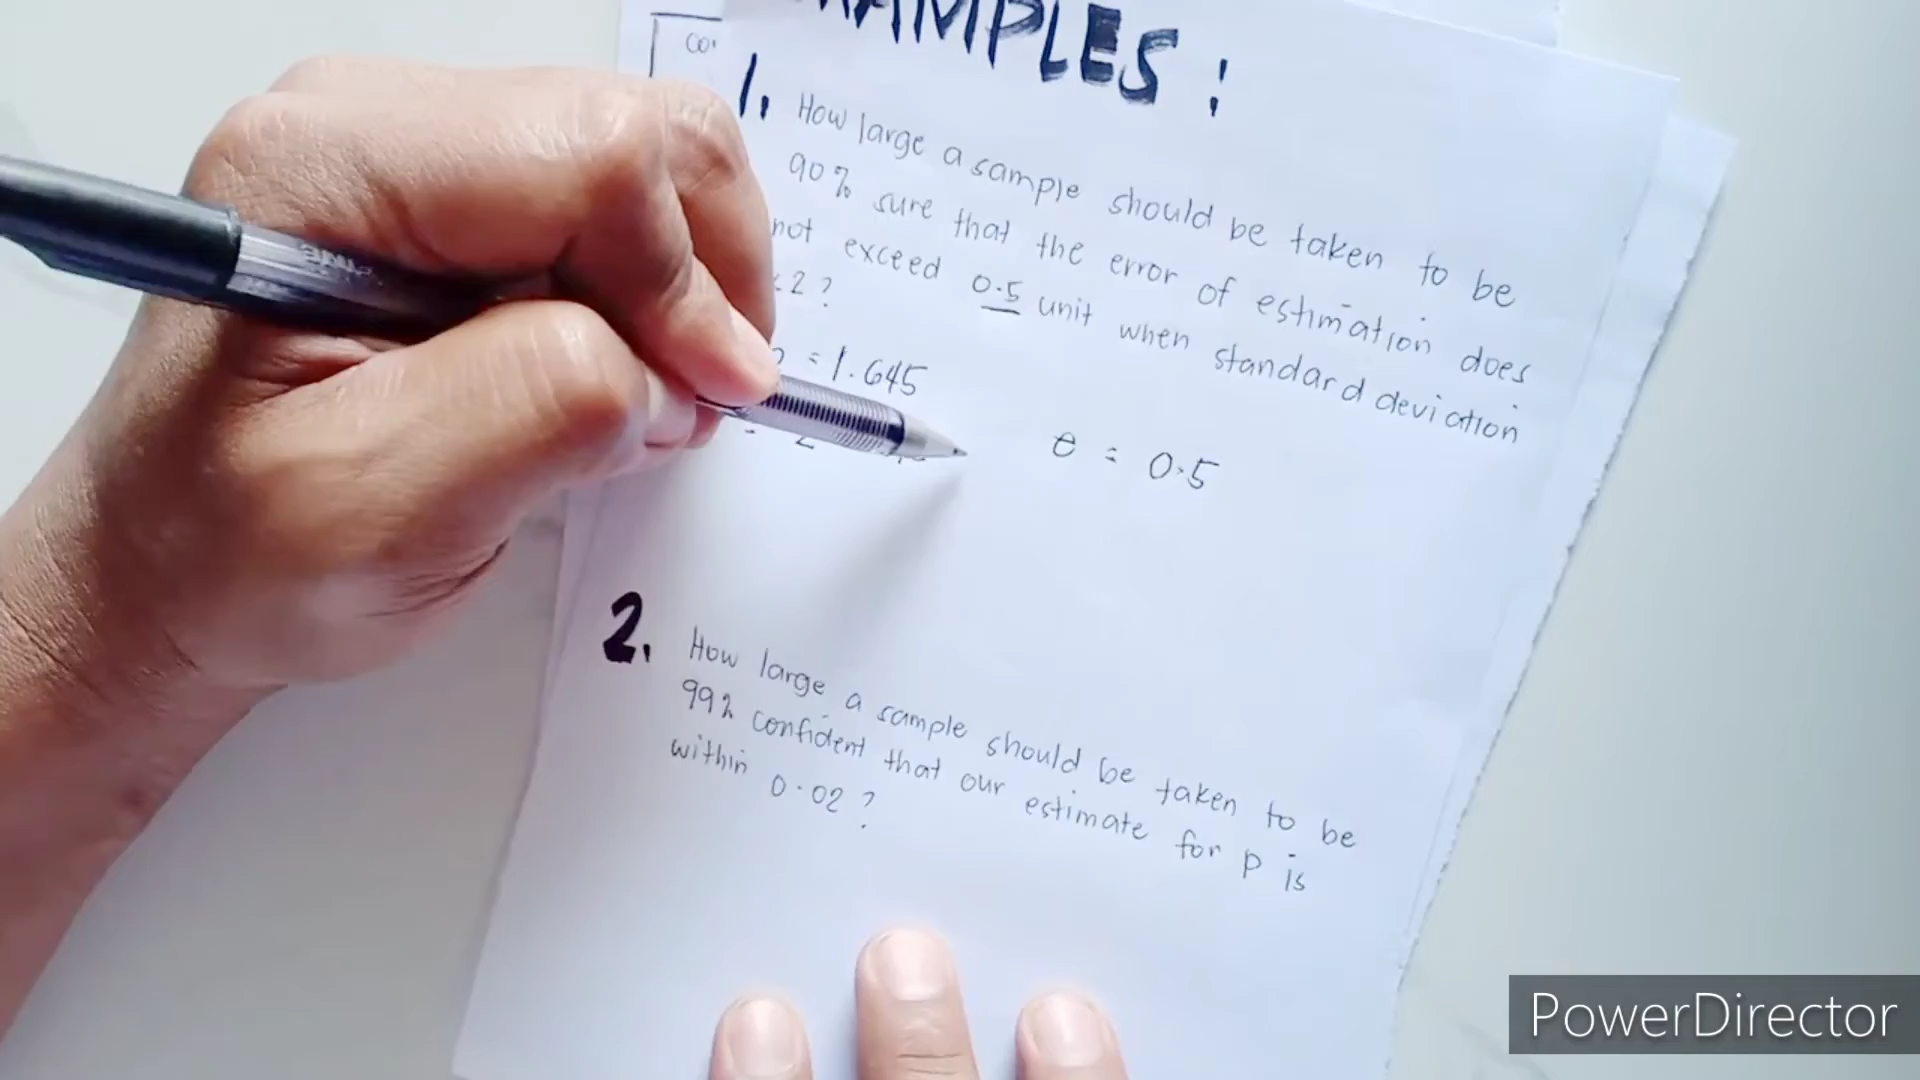 EXAMPLES :
1. How large a sample should be taken to be
90% sure that the error of estimation does
not exceed 0.5 unit when standard deviation
2 ?
= 1.645
e = 0.5
2. How large a sample should be taken to be
99% confident that our estimate for p is
within 0.02 ?
PowerDirector